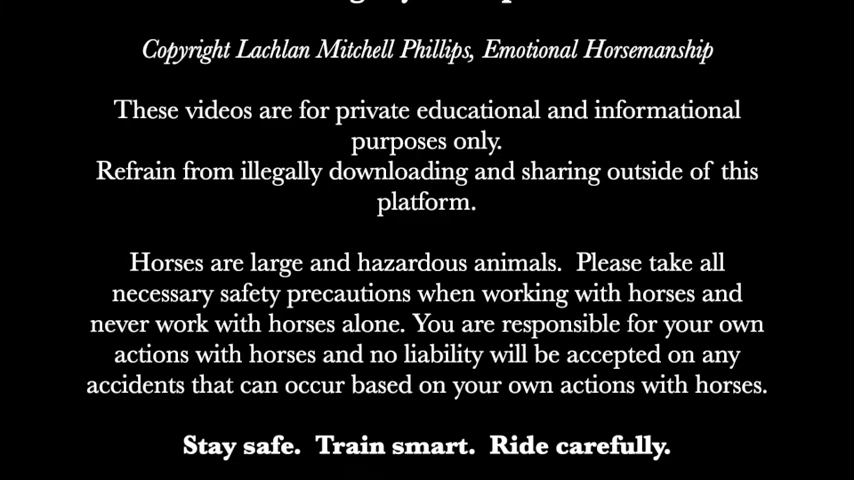 Copyright Lachlan Mitchell Phillips, Emotional Horsemanship
These videos are for private educational and informational
purposes only.
Refrain from illegally downloading and sharing outside of this
platform.
Horses are large and hazardous animals.  Please take all
necessary safety precautions when working with horses and
never work with horses alone. You are responsible for your own
actions with horses and no liability will be accepted on any
accidents that can occur based on your own actions with horses.
Stay safe.  Train smart.  Ride carefully.